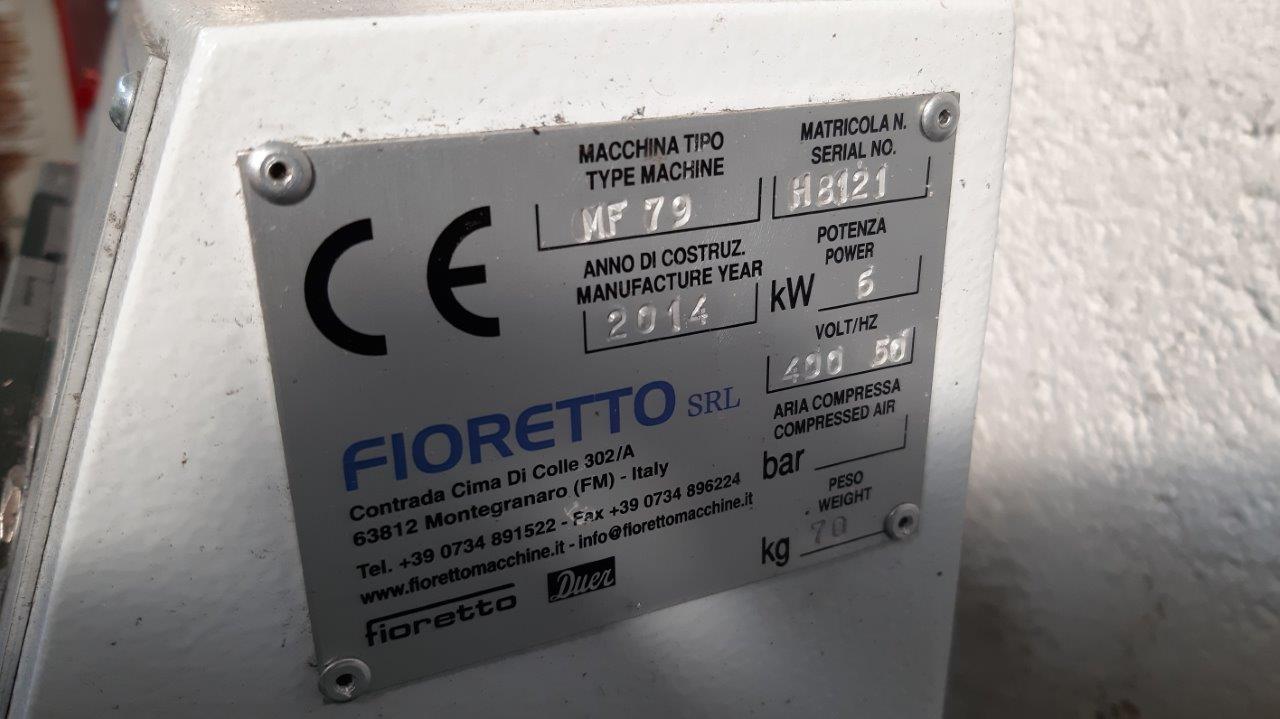 MACCHINA TIPO
TYPE MACHINE
MF 79
MATRICOLA N.
SERIAL NO.
H8121
CE
ANNO DI COSTRUZ.
MANUFACTURE YEAR
2014
POTENZA
POWER
kW 6
VOLT/HZ
400 50
FIORETTO SRL
Contrada Cima Di Colle 302/A
63812 Montegranaro (FM) - Italy
Tel. +39 0734 891522 - Fax +39 0734 896224
www.fiorettomacchine.it - info@fiorettomacchine.it
fioretto Duer
ARIA COMPRESSA
COMPRESSED AIR
bar
PESO
WEIGHT
kg 70